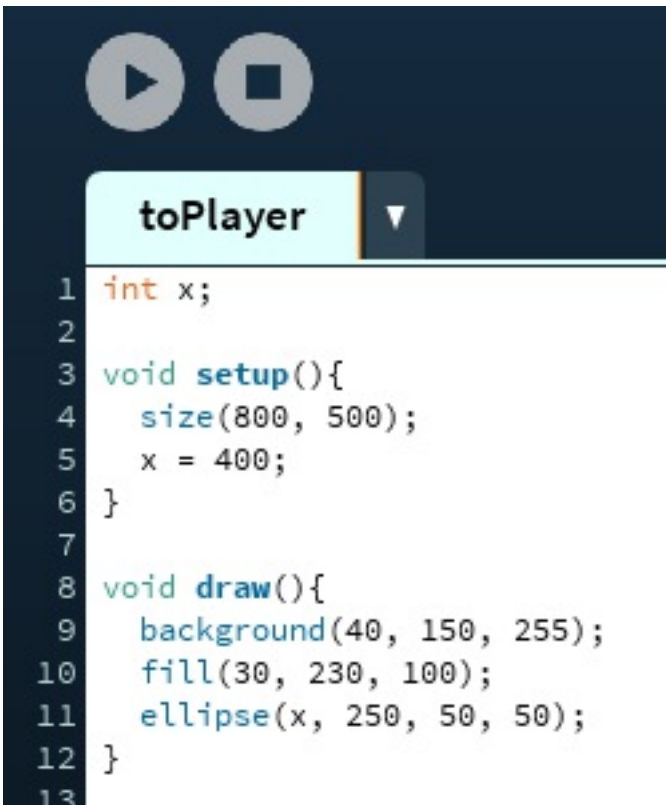 toPlayer ▼
1 int x;
2
3 void setup(){
4   size(800, 500);
5   x = 400;
6 }
7
8 void draw(){
9   background(40, 150, 255);
10   fill(30, 230, 100);
11   ellipse(x, 250, 50, 50);
12 }
13